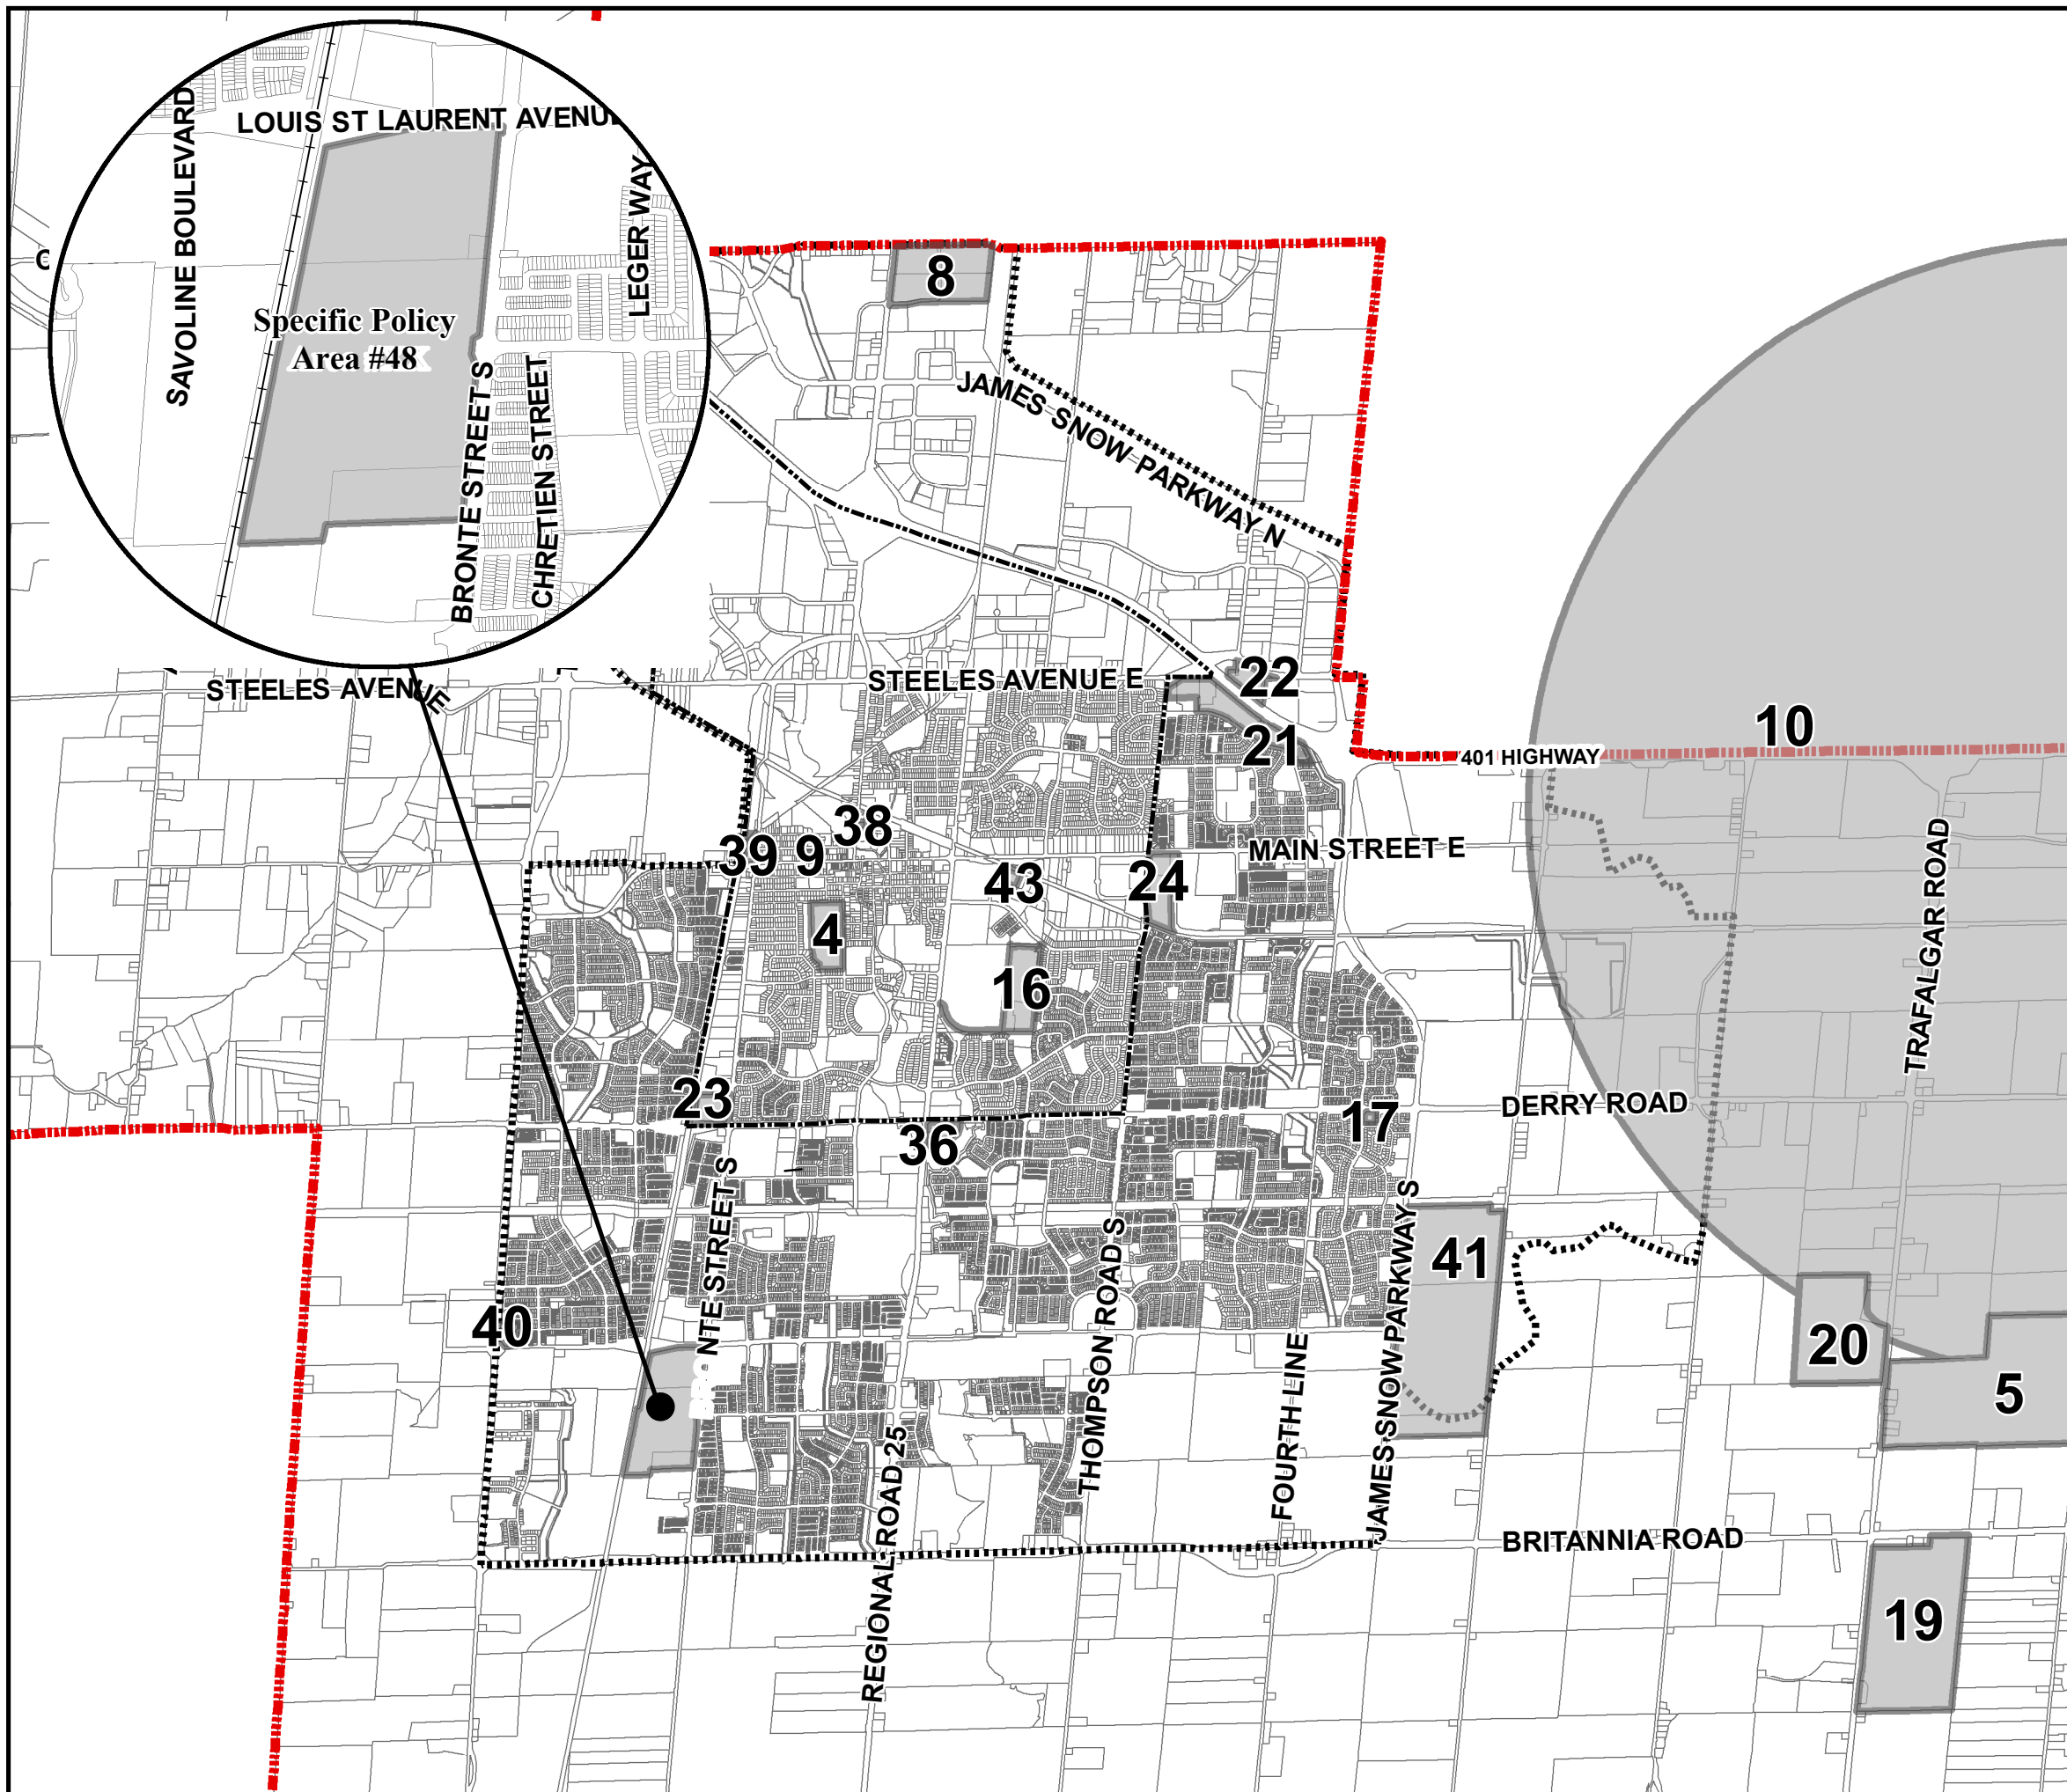 LOUIS ST LAURENT AVENU
SAVOLINE BOULEVARD
LEGER WAY
Specific Policy
Area #48
BRONTE STREET S
CHRETIEN STREET
8
JAMES SNOW PARKWAY N
STEELES AVENUE
STEELES AVENUE E
22
21
10
401 HIGHWAY
38
39
9
MAIN STREET E
43
24
4
16
TRAFALGAR ROAD
23
DERRY ROAD
17
36
NTE STREET S
41
THOMPSON ROAD S
JAMES SNOW PARKWAY S
40
20
5
FOURTH LINE
REGIONAL ROAD 25
BRITANNIA ROAD
19